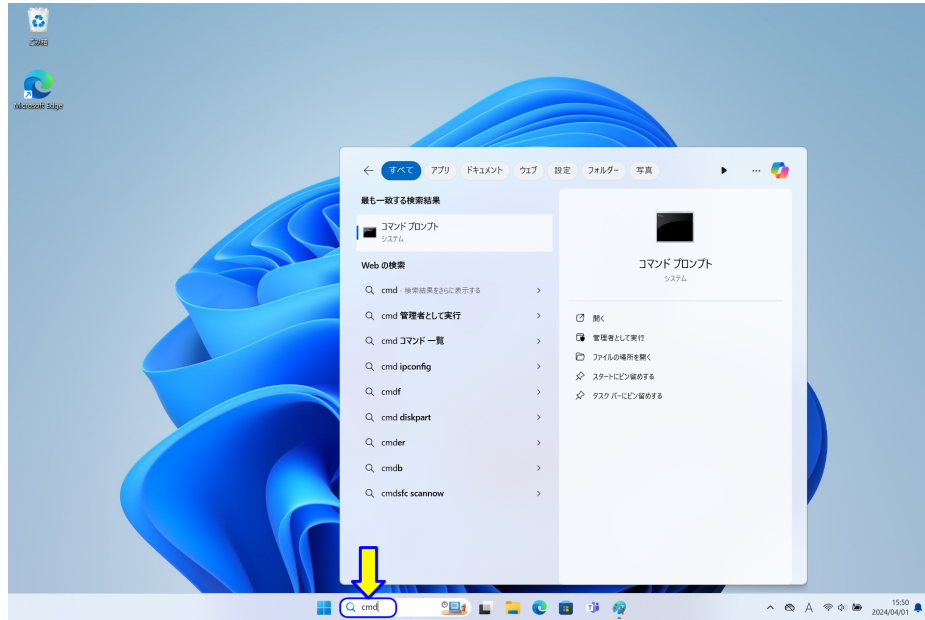 ごみ箱
Microsoft Edge
すべて アプリ ドキュメント ウェブ 設定 フォルダー 写真
最も一致する検索結果
コマンド プロンプト
システム
Web の検索
cmd - 検索結果をさらに表示する
cmd 管理者として実行
cmd コマンド 一覧
cmd ipconfig
cmdf
cmd diskpart
cmder
cmdb
cmdsfc scannow
コマンド プロンプト
システム
開く
管理者として実行
ファイルの場所を開く
スタートにピン留めする
タスク バーにピン留めする
cmd
A
15:50
2024/04/01